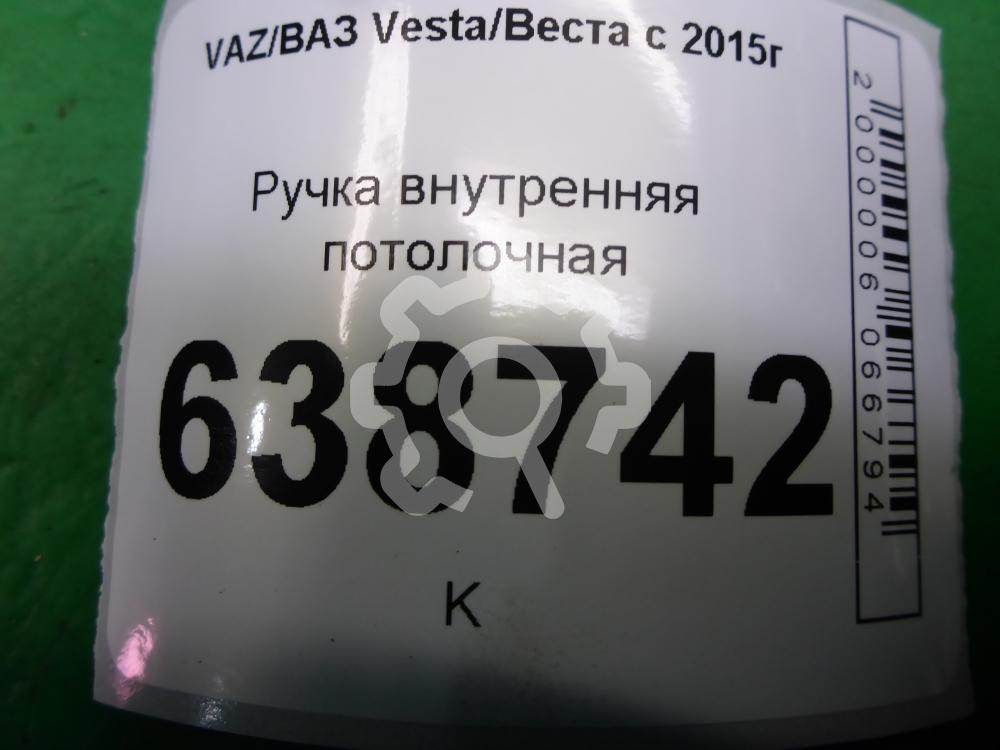 VAZ/ВАЗ Vesta/Веста с 2015г
Ручка внутренняя
потолочная
638742
К
2000006066794